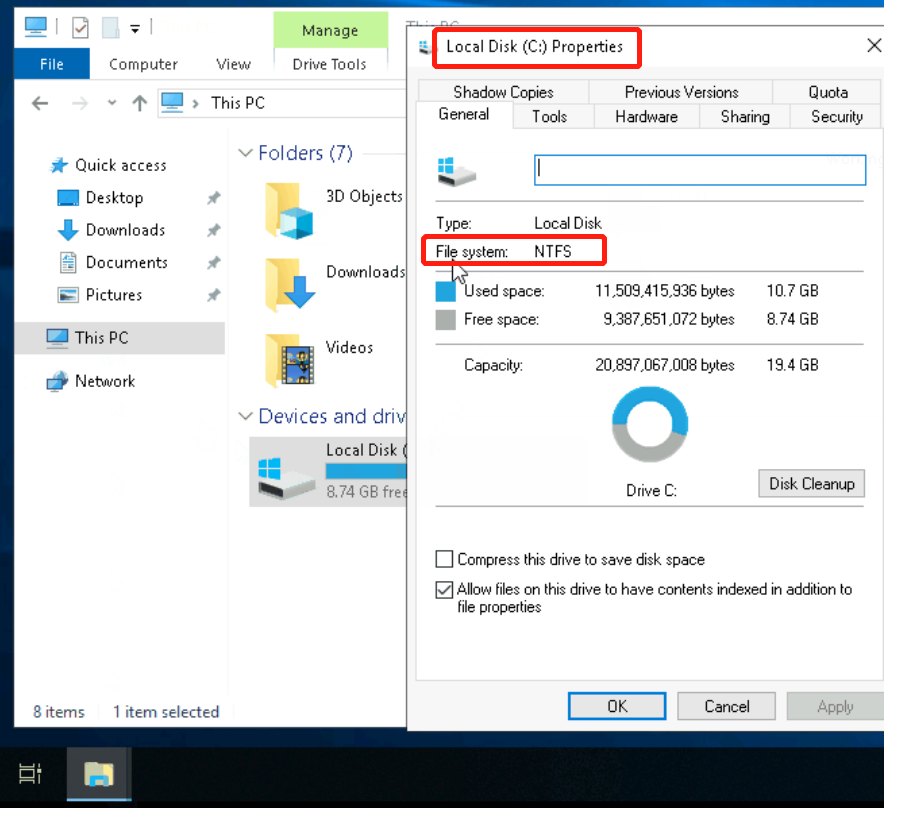 Manage
This PC
File
Computer
View
Drive Tools
This PC
Quick access
Desktop
Downloads
Documents
Pictures
This PC
Network
Folders (7)
3D Objects
Downloads
Videos
Devices and driv
Local Disk (
8.74 GB free
8 items
1 item selected
Local Disk (C:) Properties
Shadow Copies
Previous Versions
Quota
General
Tools
Hardware
Sharing
Security
Type: Local Disk
File system: NTFS
Used space: 11,509,415,936 bytes 10.7 GB
Free space: 9,387,651,072 bytes 8.74 GB
Capacity: 20,897,067,008 bytes 19.4 GB
Drive C:
Disk Cleanup
Compress this drive to save disk space
Allow files on this drive to have contents indexed in addition to
file properties
OK
Cancel
Apply